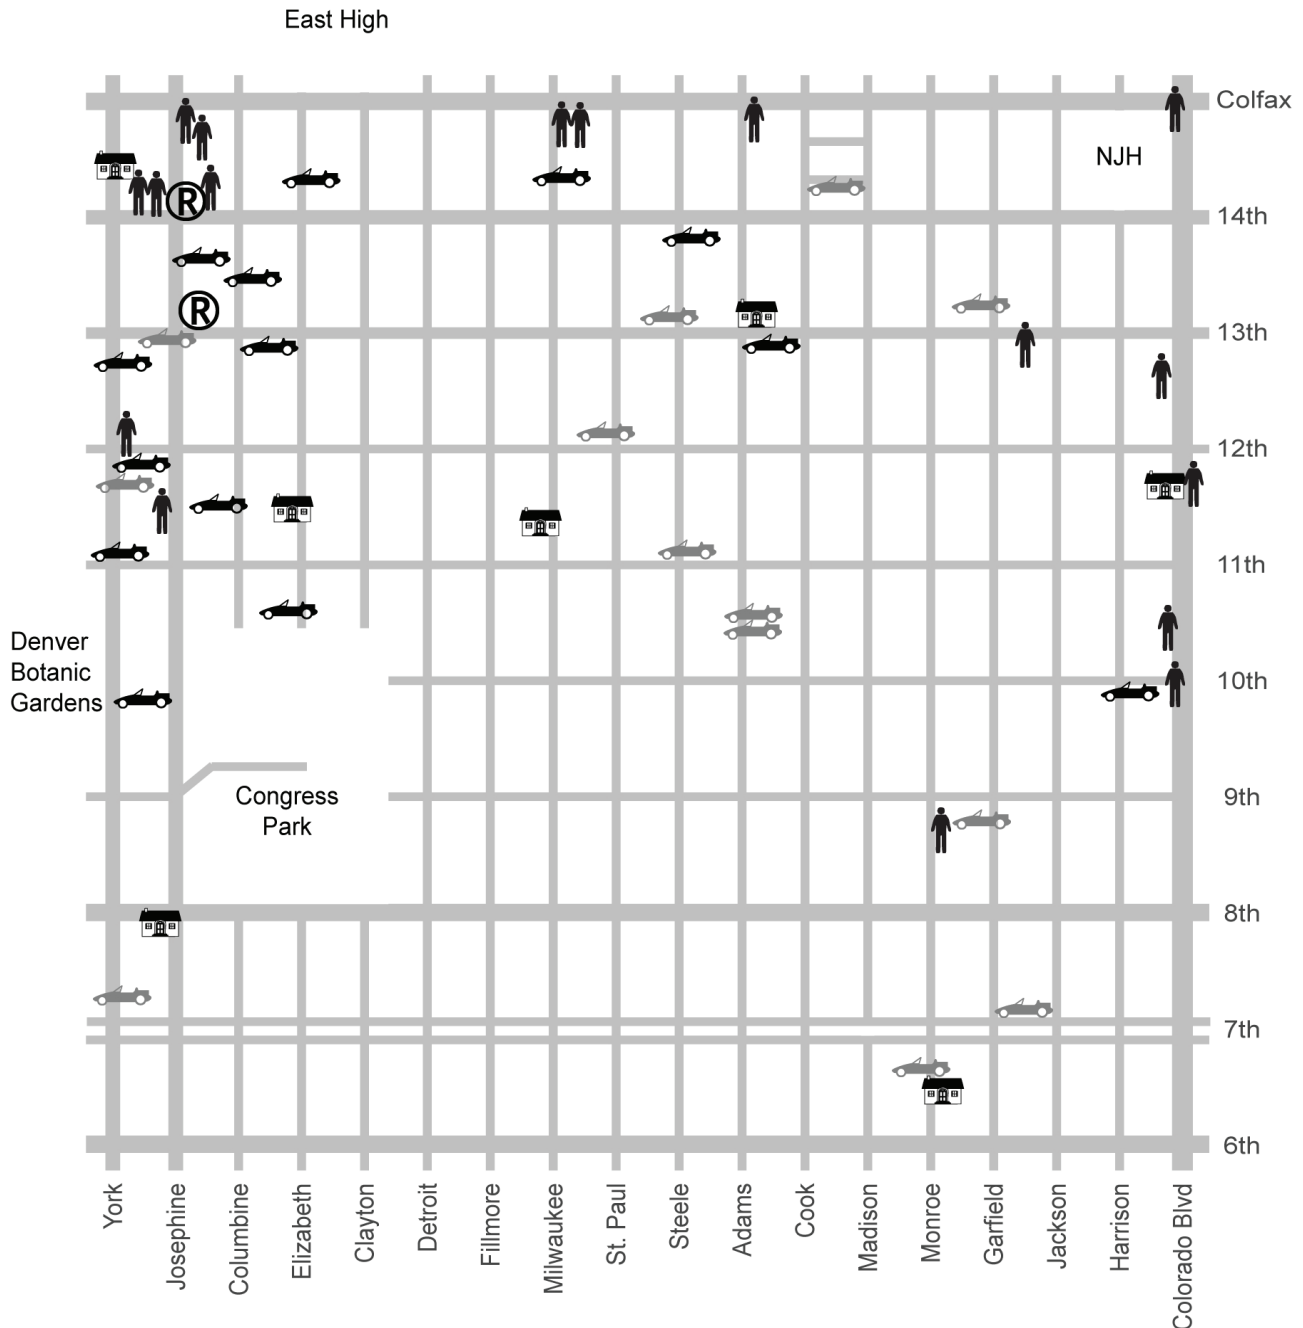 East High
Colfax
NJH
®
14th
®
13th
12th
11th
Denver
Botanic
Gardens
10th
9th
Congress
Park
8th
7th
6th
York
Josephine
Columbine
Elizabeth
Clayton
Detroit
Fillmore
Milwaukee
St. Paul
Steele
Adams
Cook
Madison
Monroe
Garfield
Jackson
Harrison
Colorado Blvd